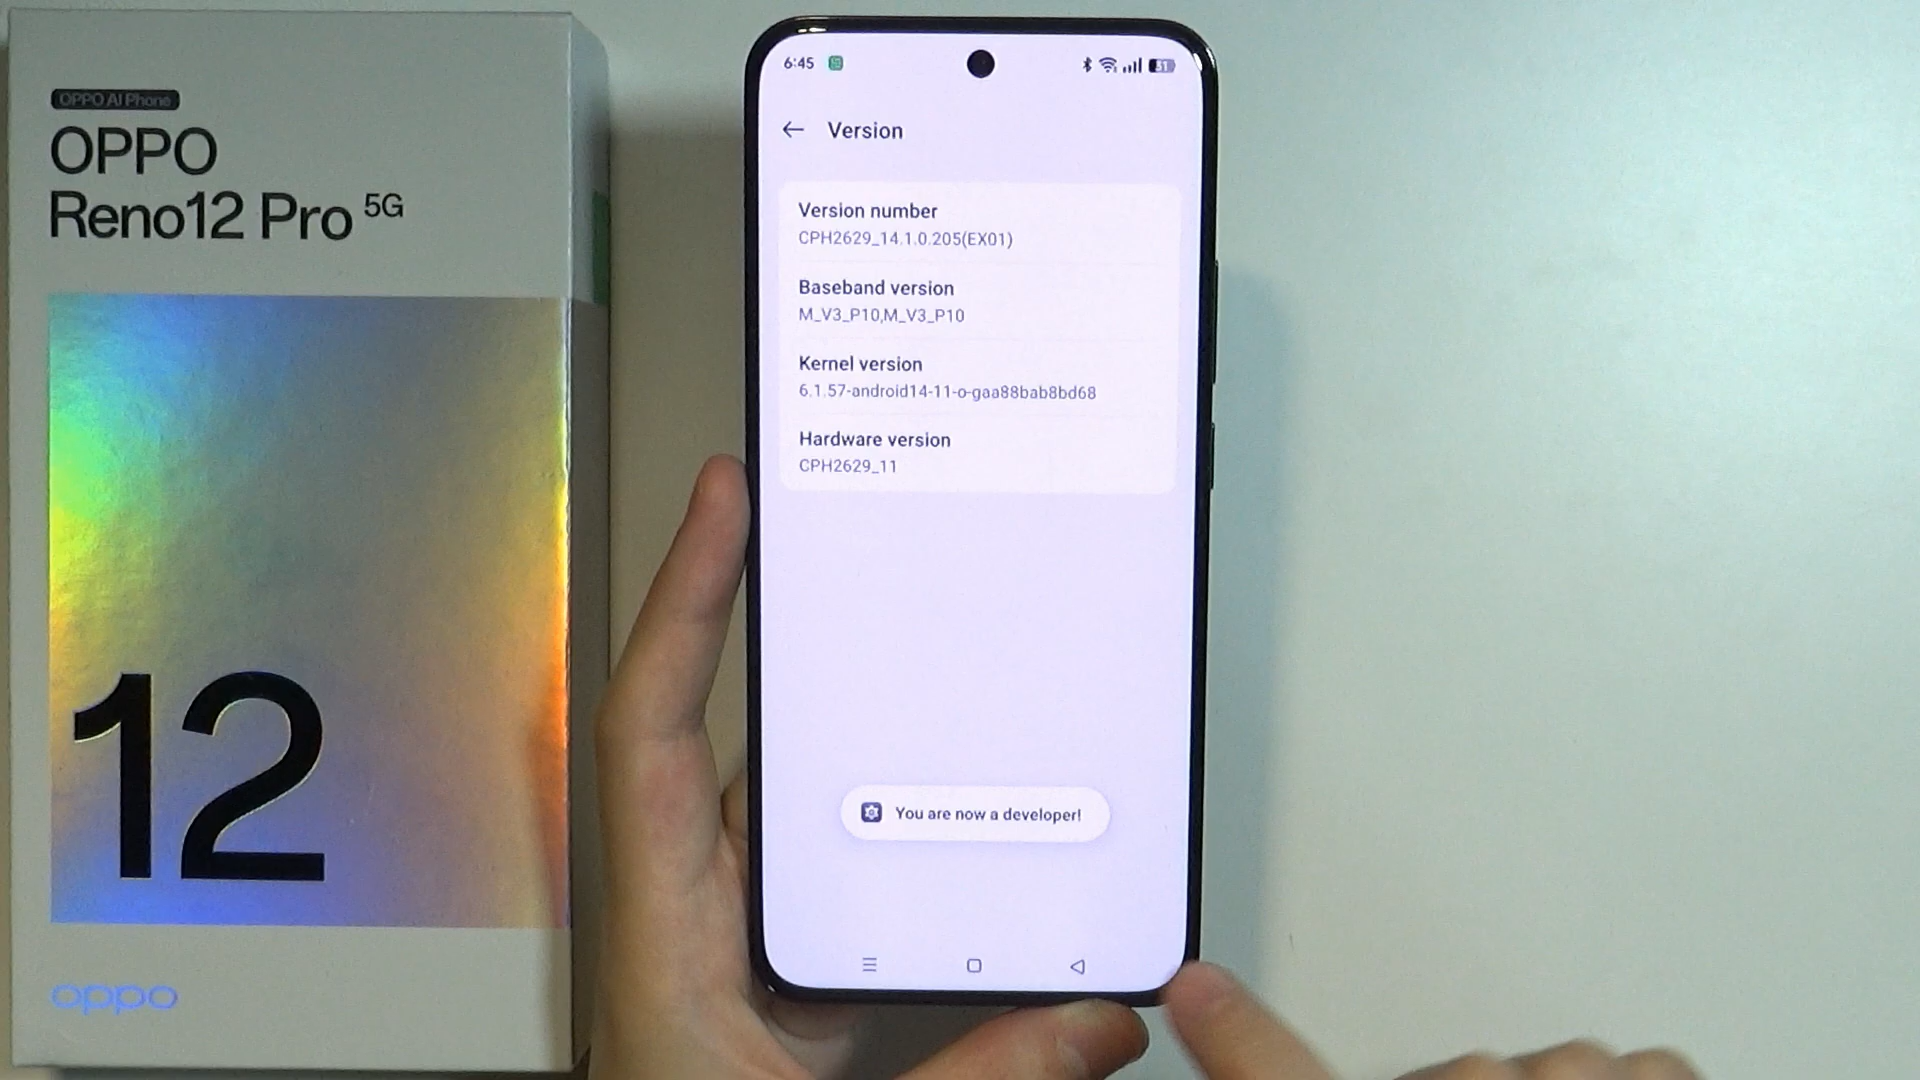 OPPO AI Phone
OPPO
Reno12 Pro 5G
12
oppo
6:45
51
Version
Version number
CPH2629_14.1.0.205(EX01)
Baseband version
M_V3_P10,M_V3_P10
Kernel version
6.1.57-android14-11-o-gaa88bab8bd68
Hardware version
CPH2629_11
You are now a developer!